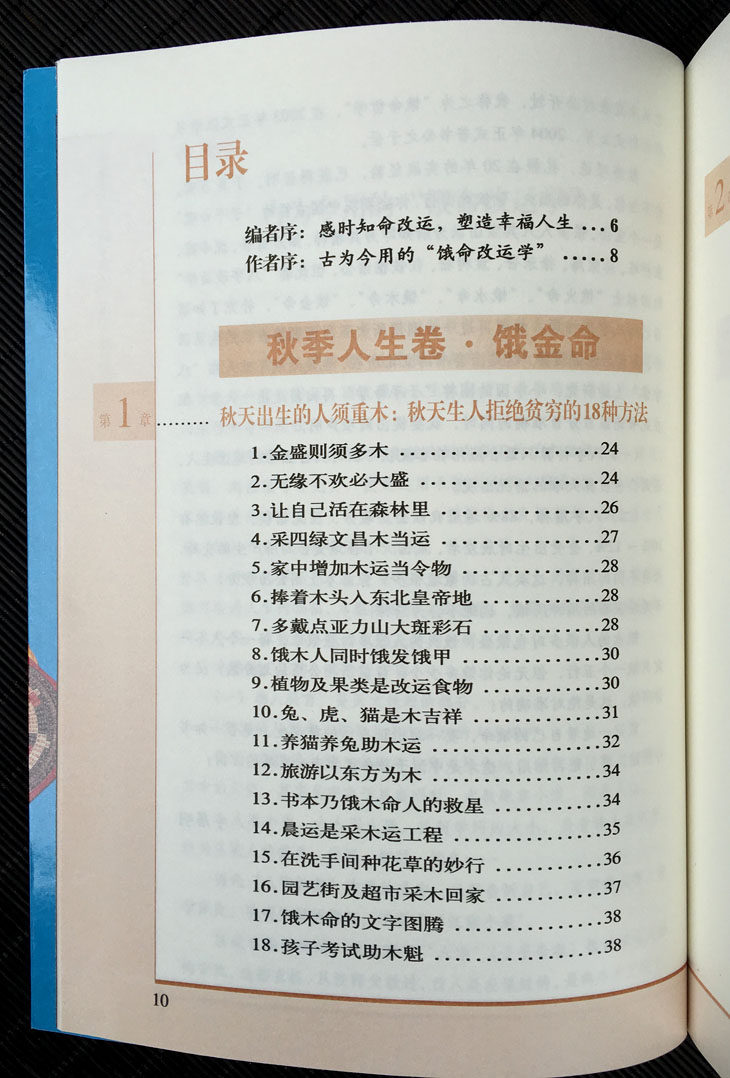 目录
编者序：感时知命改运，塑造幸福人生 ...6
作者序：古为今用的“饿命改运学” .....8
秋季人生卷·饿金命
第1章 ......... 秋天出生的人须重木：秋天生人拒绝贫穷的18种方法
1.金盛则须多木 ..................24
2.无缘不欢必大盛 ................24
3.让自己活在森林里 ..............26
4.采四绿文昌木当运 ..............27
5.家中增加木运当令物 ............28
6.捧着木头入东北皇帝地 ..........28
7.多戴点亚力山大斑彩石 ..........28
8.饿木人同时饿发饿甲 ............30
9.植物及果类是改运食物 ..........30
10.兔、虎、猫是木吉祥 ...........31
11.养猫养兔助木运 ...............32
12.旅游以东方为木 ...............34
13.书本乃饿木命人的救星 .........34
14.晨运是采木运工程 .............35
15.在洗手间种花草的妙行 .........36
16.园艺街及超市采木回家 .........37
17.饿木命的文字图腾 .............38
18.孩子考试助木魁 ...............38
10
第2